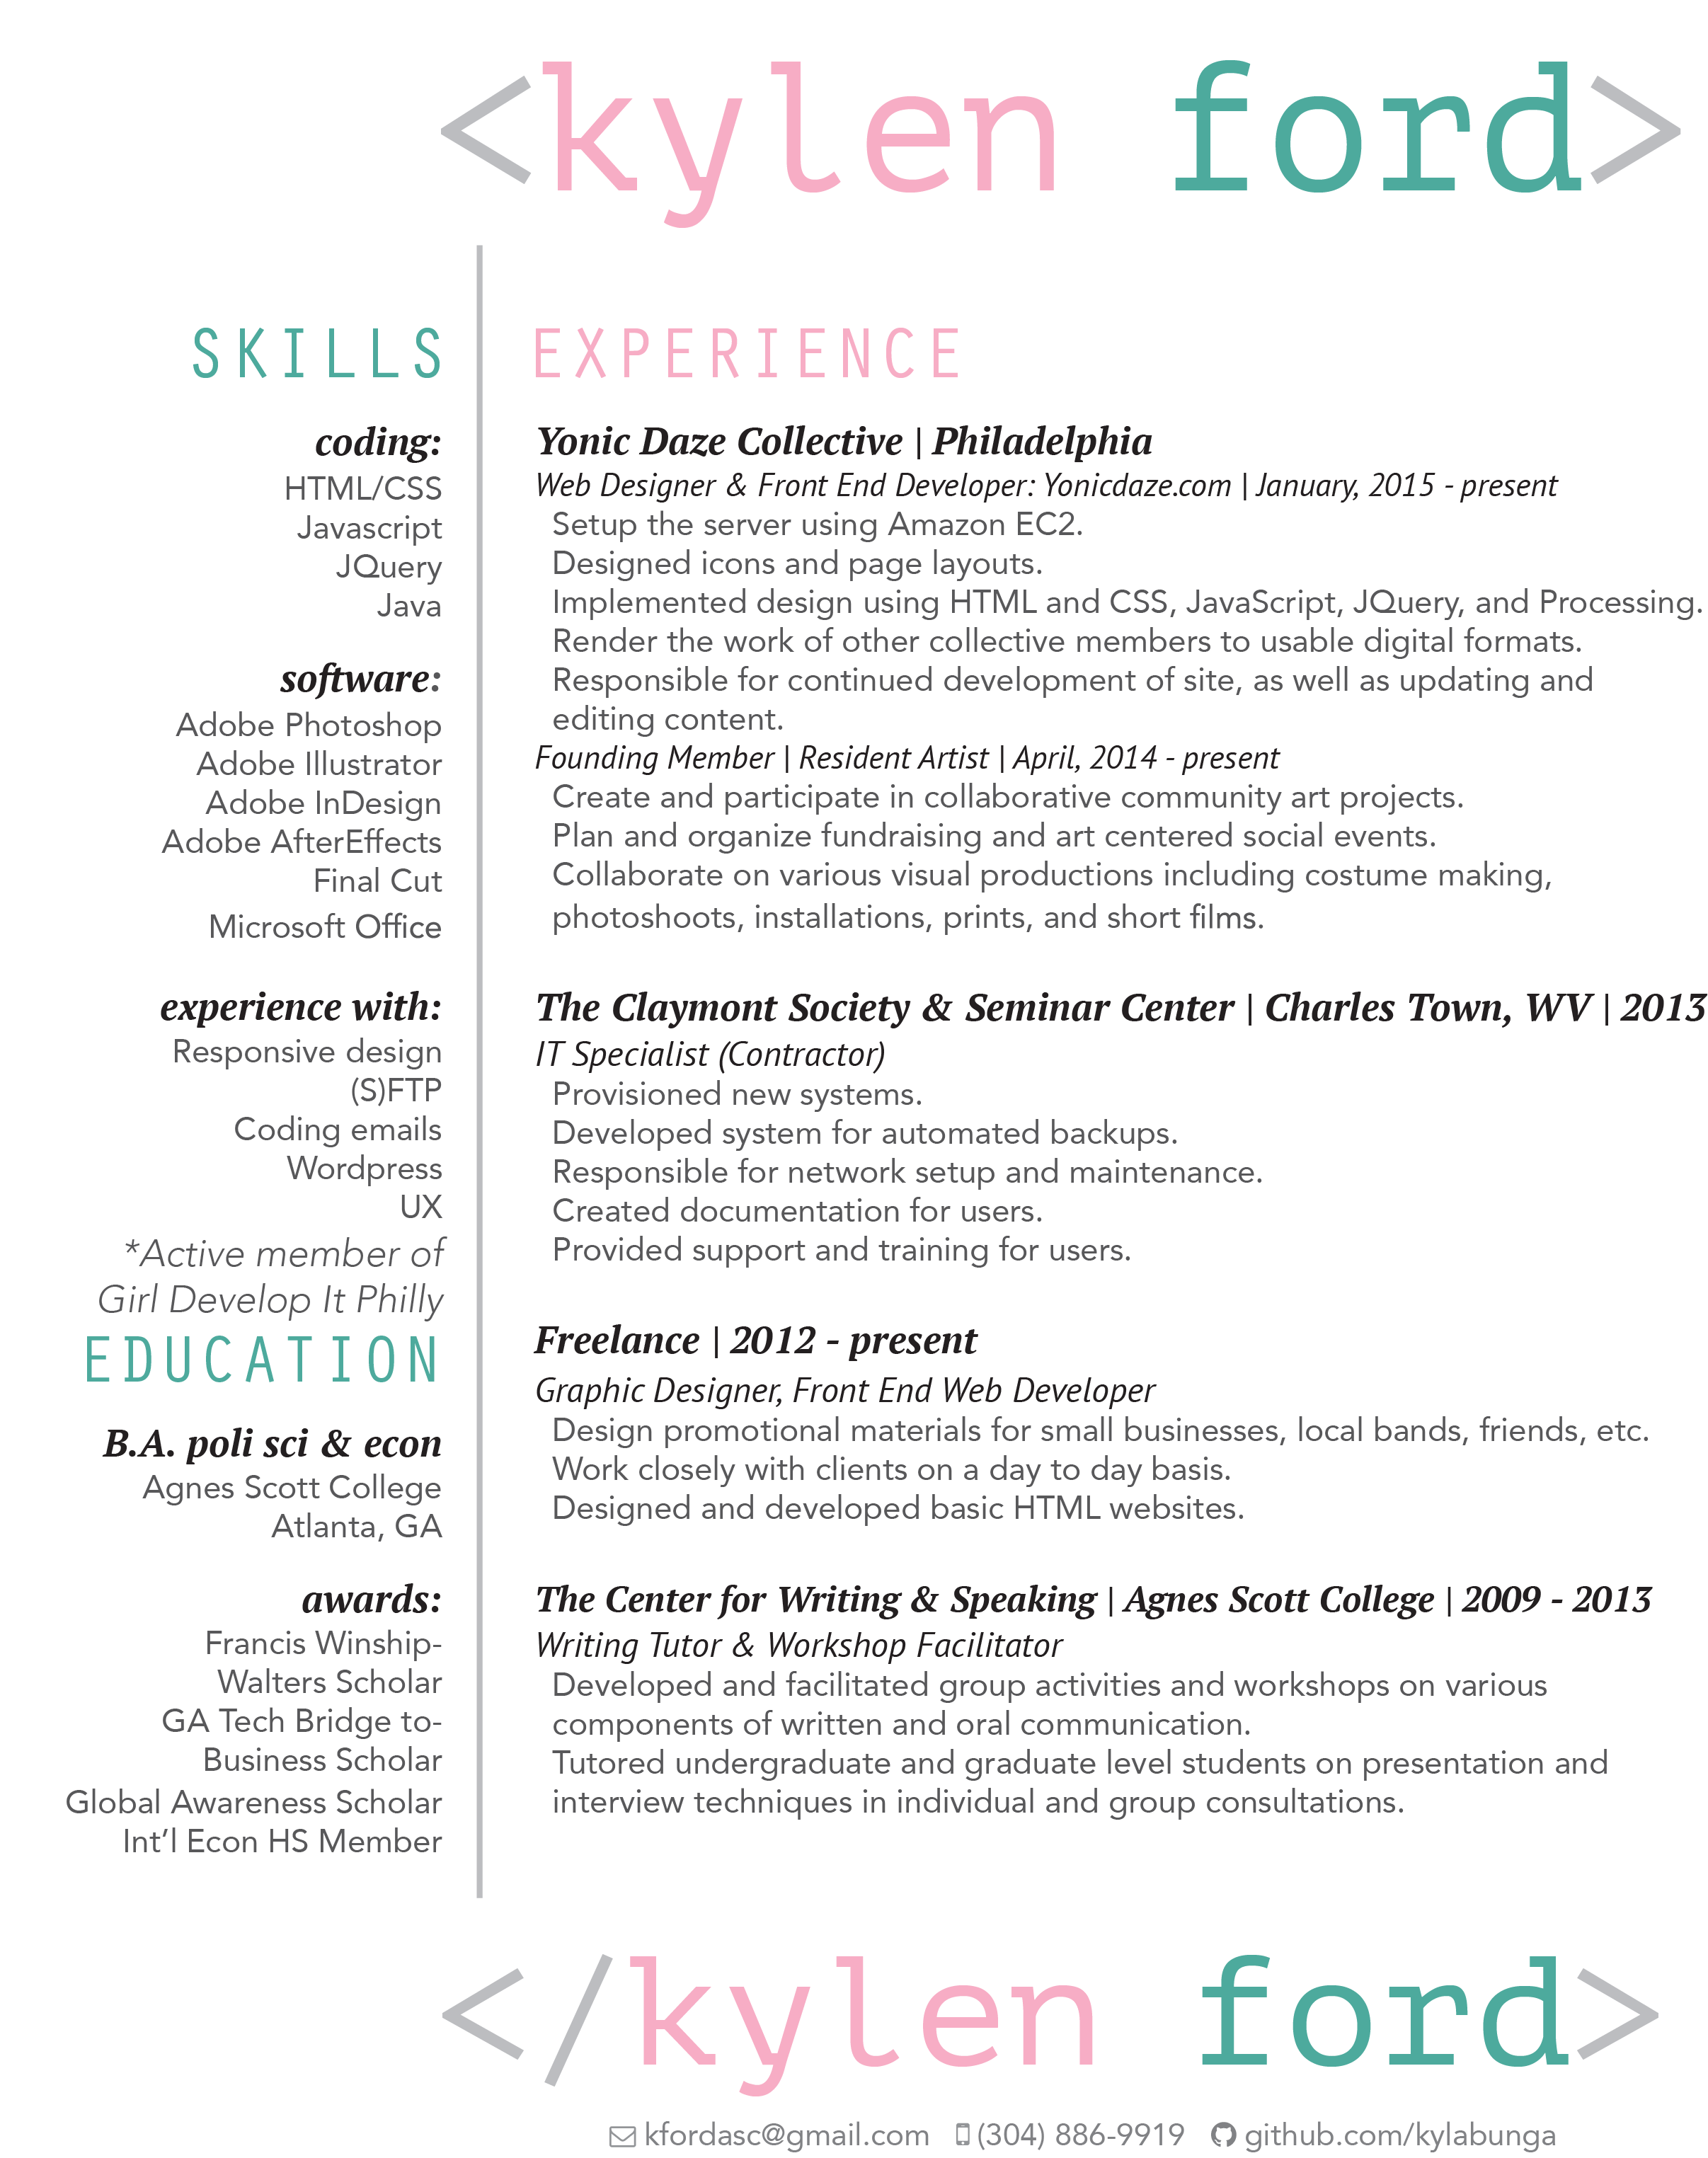 <kylen ford>
SKILLS
coding:
HTML/CSS
Javascript
JQuery
Java
software:
Adobe Photoshop
Adobe Illustrator
Adobe InDesign
Adobe AfterEffects
Final Cut
Microsoft Office
experience with:
Responsive design
(S)FTP
Coding emails
Wordpress
UX
*Active member of
Girl Develop It Philly
EDUCATION
B.A. poli sci & econ
Agnes Scott College
Atlanta, GA
awards:
Francis Winship-
Walters Scholar
GA Tech Bridge to-
Business Scholar
Global Awareness Scholar
Int’l Econ HS Member
EXPERIENCE
Yonic Daze Collective | Philadelphia
Web Designer & Front End Developer: Yonicdaze.com | January, 2015 - present
Setup the server using Amazon EC2.
Designed icons and page layouts.
Implemented design using HTML and CSS, JavaScript, JQuery, and Processing.
Render the work of other collective members to usable digital formats.
Responsible for continued development of site, as well as updating and
editing content.
Founding Member | Resident Artist | April, 2014 - present
Create and participate in collaborative community art projects.
Plan and organize fundraising and art centered social events.
Collaborate on various visual productions including costume making,
photoshoots, installations, prints, and short films.
The Claymont Society & Seminar Center | Charles Town, WV | 2013
IT Specialist (Contractor)
Provisioned new systems.
Developed system for automated backups.
Responsible for network setup and maintenance.
Created documentation for users.
Provided support and training for users.
Freelance | 2012 - present
Graphic Designer, Front End Web Developer
Design promotional materials for small businesses, local bands, friends, etc.
Work closely with clients on a day to day basis.
Designed and developed basic HTML websites.
The Center for Writing & Speaking | Agnes Scott College | 2009 - 2013
Writing Tutor & Workshop Facilitator
Developed and facilitated group activities and workshops on various
components of written and oral communication.
Tutored undergraduate and graduate level students on presentation and
interview techniques in individual and group consultations.
</kylen ford>
kfordasc@gmail.com (304) 886-9919 github.com/kylabunga